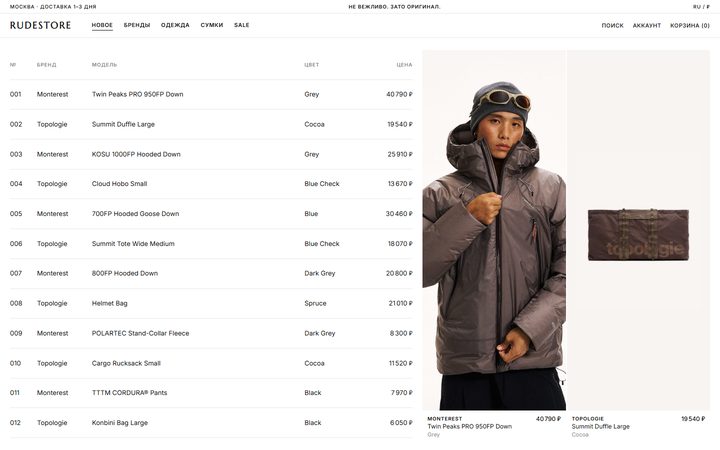 МОСКВА · ДОСТАВКА 1–3 ДНЯ
НЕ ВЕЖЛИВО. ЗАТО ОРИГИНАЛ.
RU / ₽
RUDESTORE
НОВОЕ БРЕНДЫ ОДЕЖДА СУМКИ SALE
ПОИСК АККАУНТ КОРЗИНА (0)
№ БРЕНД МОДЕЛЬ ЦВЕТ ЦЕНА
001 Monterest Twin Peaks PRO 950FP Down Grey 40 790 ₽
002 Topologie Summit Duffle Large Cocoa 19 540 ₽
003 Monterest KOSU 1000FP Hooded Down Grey 25 910 ₽
004 Topologie Cloud Hobo Small Blue Check 13 670 ₽
005 Monterest 700FP Hooded Goose Down Blue 30 460 ₽
006 Topologie Summit Tote Wide Medium Blue Check 18 070 ₽
007 Monterest 800FP Hooded Down Dark Grey 20 800 ₽
008 Topologie Helmet Bag Spruce 21 010 ₽
009 Monterest POLARTEC Stand-Collar Fleece Dark Grey 8 300 ₽
010 Topologie Cargo Rucksack Small Cocoa 11 520 ₽
011 Monterest TTTM CORDURA® Pants Black 7 970 ₽
012 Topologie Konbini Bag Large Black 6 050 ₽
topologie
MONTEREST 40 790 ₽
Twin Peaks PRO 950FP Down
Grey
TOPOLOGIE 19 540 ₽
Summit Duffle Large
Cocoa